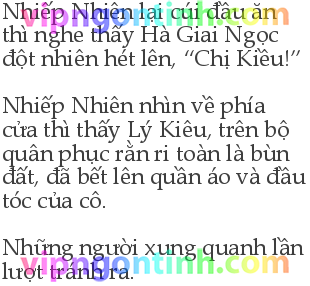 Nhiếp Nhiên lại cúi đầu ăn
thì nghe thấy Hà Giai Ngọc
đột nhiên hét lên, “Chị Kiều!”
Nhiếp Nhiên nhìn về phía
cửa thì thấy Lý Kiêu, trên bộ
quân phục rằn ri toàn là bùn
đất, đã bết lên quần áo và đầu
tóc của cô.
Những người xung quanh lần
lượt tránh ra.
vipngontinh.com
vipngontinh.com
vipngontinh.com